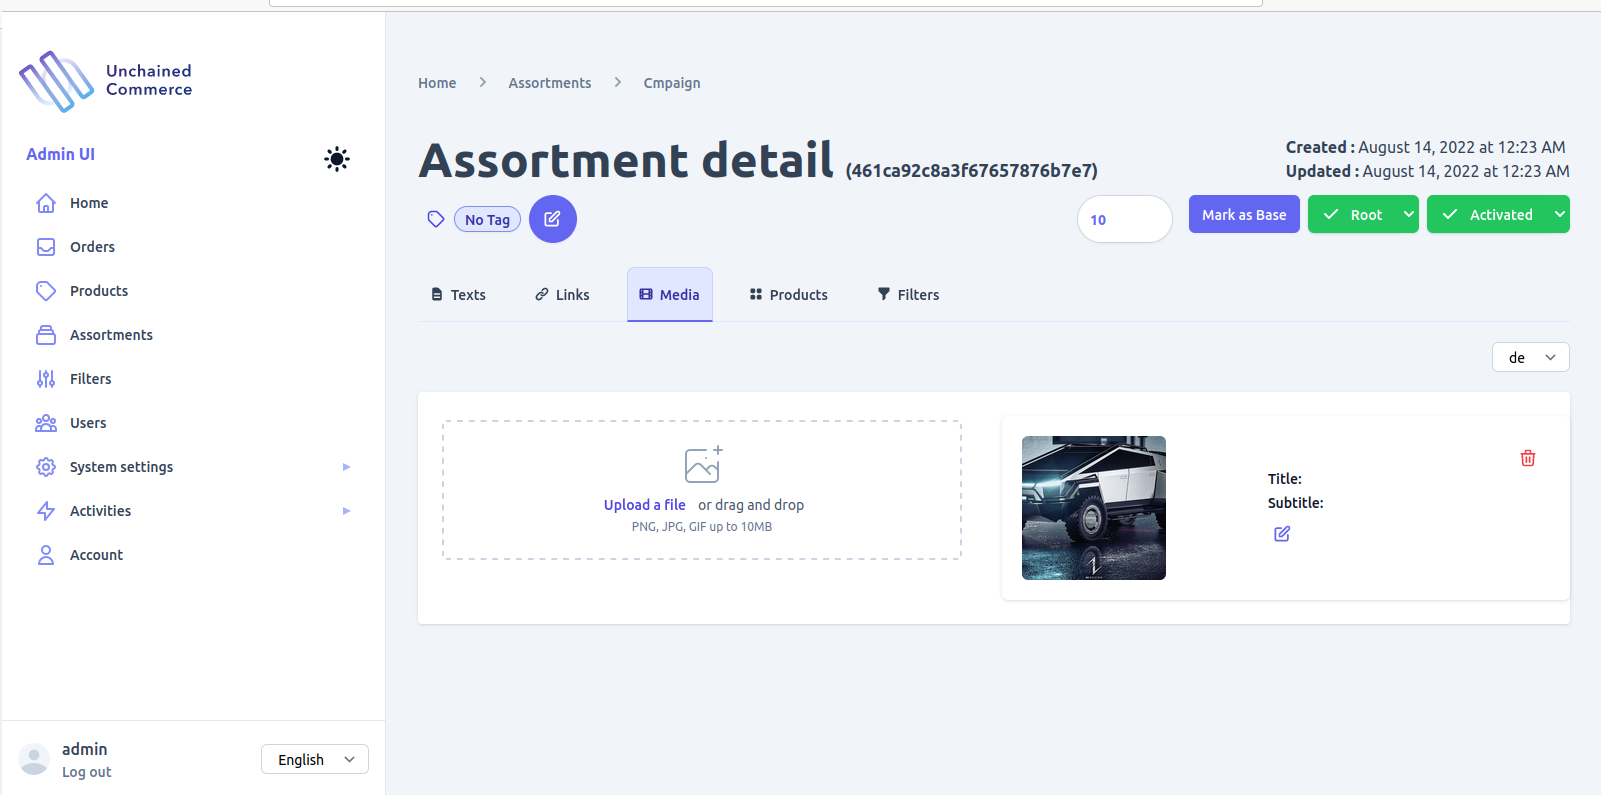 Unchained
Commerce
Admin UI
Home
Orders
Products
Assortments
Filters
Users
System settings
Activities
Account
admin
Log out
English
Home > Assortments > Cmpaign
Assortment detail (461ca92c8a3f67657876b7e7)
Created : August 14, 2022 at 12:23 AM
Updated : August 14, 2022 at 12:23 AM
No Tag
10
Mark as Base
Root
Activated
Texts
Links
Media
Products
Filters
de
Upload a file or drag and drop
PNG, JPG, GIF up to 10MB
Title:
Subtitle: